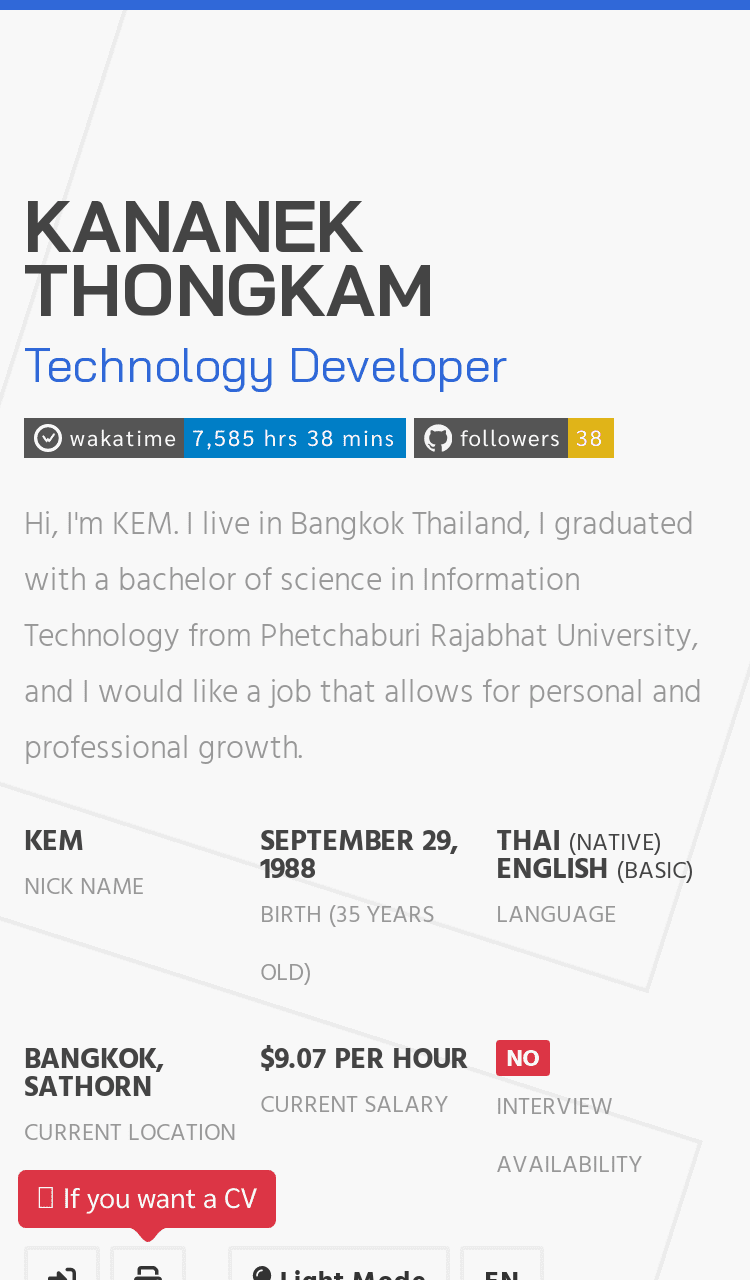 KANANEK
THONGKAM
Technology Developer
wakatime 7,585 hrs 38 mins followers 38
Hi, I'm KEM. I live in Bangkok Thailand, I graduated
with a bachelor of science in Information
Technology from Phetchaburi Rajabhat University,
and I would like a job that allows for personal and
professional growth.
KEM
NICK NAME
SEPTEMBER 29,
1988
BIRTH (35 YEARS
OLD)
THAI (NATIVE)
ENGLISH (BASIC)
LANGUAGE
BANGKOK,
SATHORN
CURRENT LOCATION
$9.07 PER HOUR
CURRENT SALARY
NO
INTERVIEW
AVAILABILITY
If you want a CV
Light Mode
EN